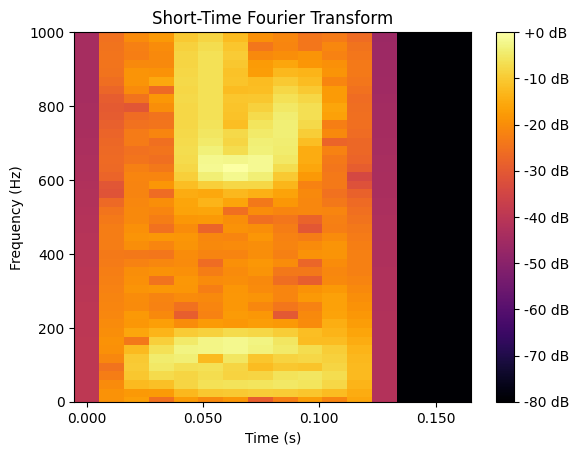 Short-Time Fourier Transform
1000
800
600
400
200
0
Frequency (Hz)
0.000
0.050
0.100
0.150
Time (s)
+0 dB
-10 dB
-20 dB
-30 dB
-40 dB
-50 dB
-60 dB
-70 dB
-80 dB